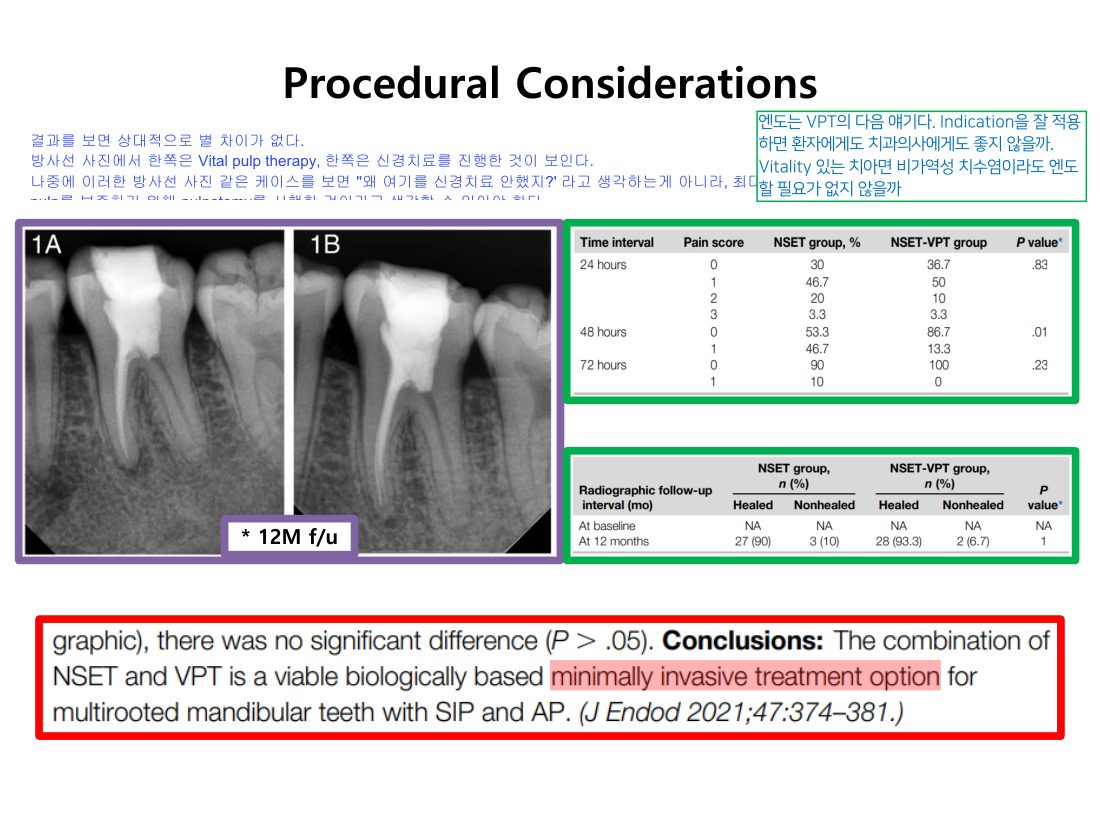 Procedural Considerations
결과를 보면 상대적으로 별 차이가 없다.
방사선 사진에서 한쪽은 Vital pulp therapy, 한쪽은 신경치료를 진행한 것이 보인다.
나중에 이러한 방사선 사진 같은 케이스를 보면 "왜 여기를 신경치료 안했지?' 라고 생각하는게 아니라, 최대
엔도는 VPT의 다음 얘기다. Indication을 잘 적용
하면 환자에게도 치과의사에게도 좋지 않을까.
Vitality 있는 치아면 비가역성 치수염이라도 엔도
할 필요가 없지 않을까
1A
1B
* 12M f/u
Time interval Pain score NSET group, % NSET-VPT group P value*
24 hours 0 30 36.7 .83
1 46.7 50
2 20 10
3 3.3 3.3
48 hours 0 53.3 86.7 .01
1 46.7 13.3
72 hours 0 90 100 .23
1 10 0
NSET group, NSET-VPT group,
n (%) n (%) P
Radiographic follow-up
interval (mo) Healed Nonhealed Healed Nonhealed value*
At baseline NA NA NA NA NA
At 12 months 27 (90) 3 (10) 28 (93.3) 2 (6.7) 1
graphic), there was no significant difference (P > .05). Conclusions: The combination of
NSET and VPT is a viable biologically based minimally invasive treatment option for
multirooted mandibular teeth with SIP and AP. (J Endod 2021;47:374–381.)